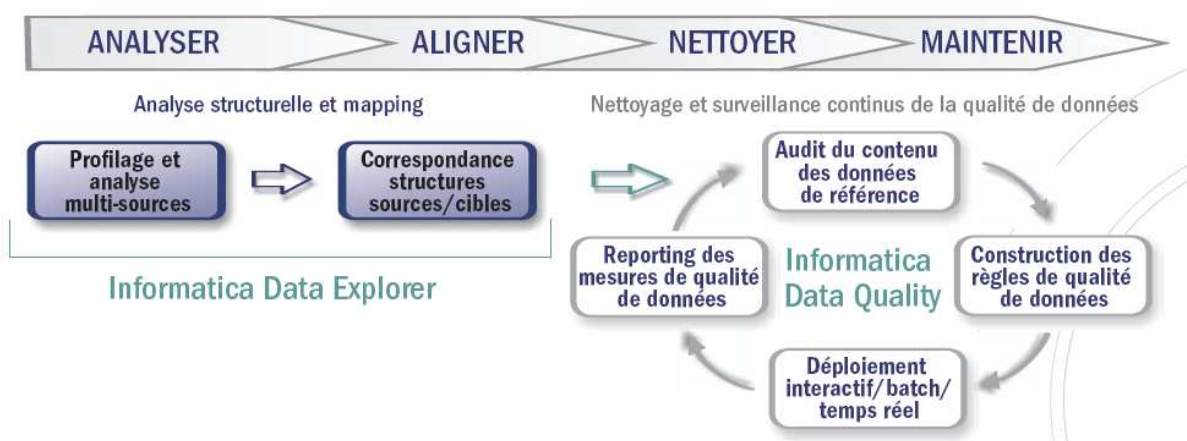 ANALYSER
ALIGNER
NETTOYER
MAINTENIR
Analyse structurelle et mapping
Nettoyage et surveillance continus de la qualité de données
Profilage et
analyse
multi-sources
Correspondance
structures
sources/cibles
Informatica Data Explorer
Audit du contenu
des données
de référence
Construction des
règles de qualité
de données
Déploiement
interactif/batch/
temps réel
Reporting des
mesures de qualité
de données
Informatica
Data Quality